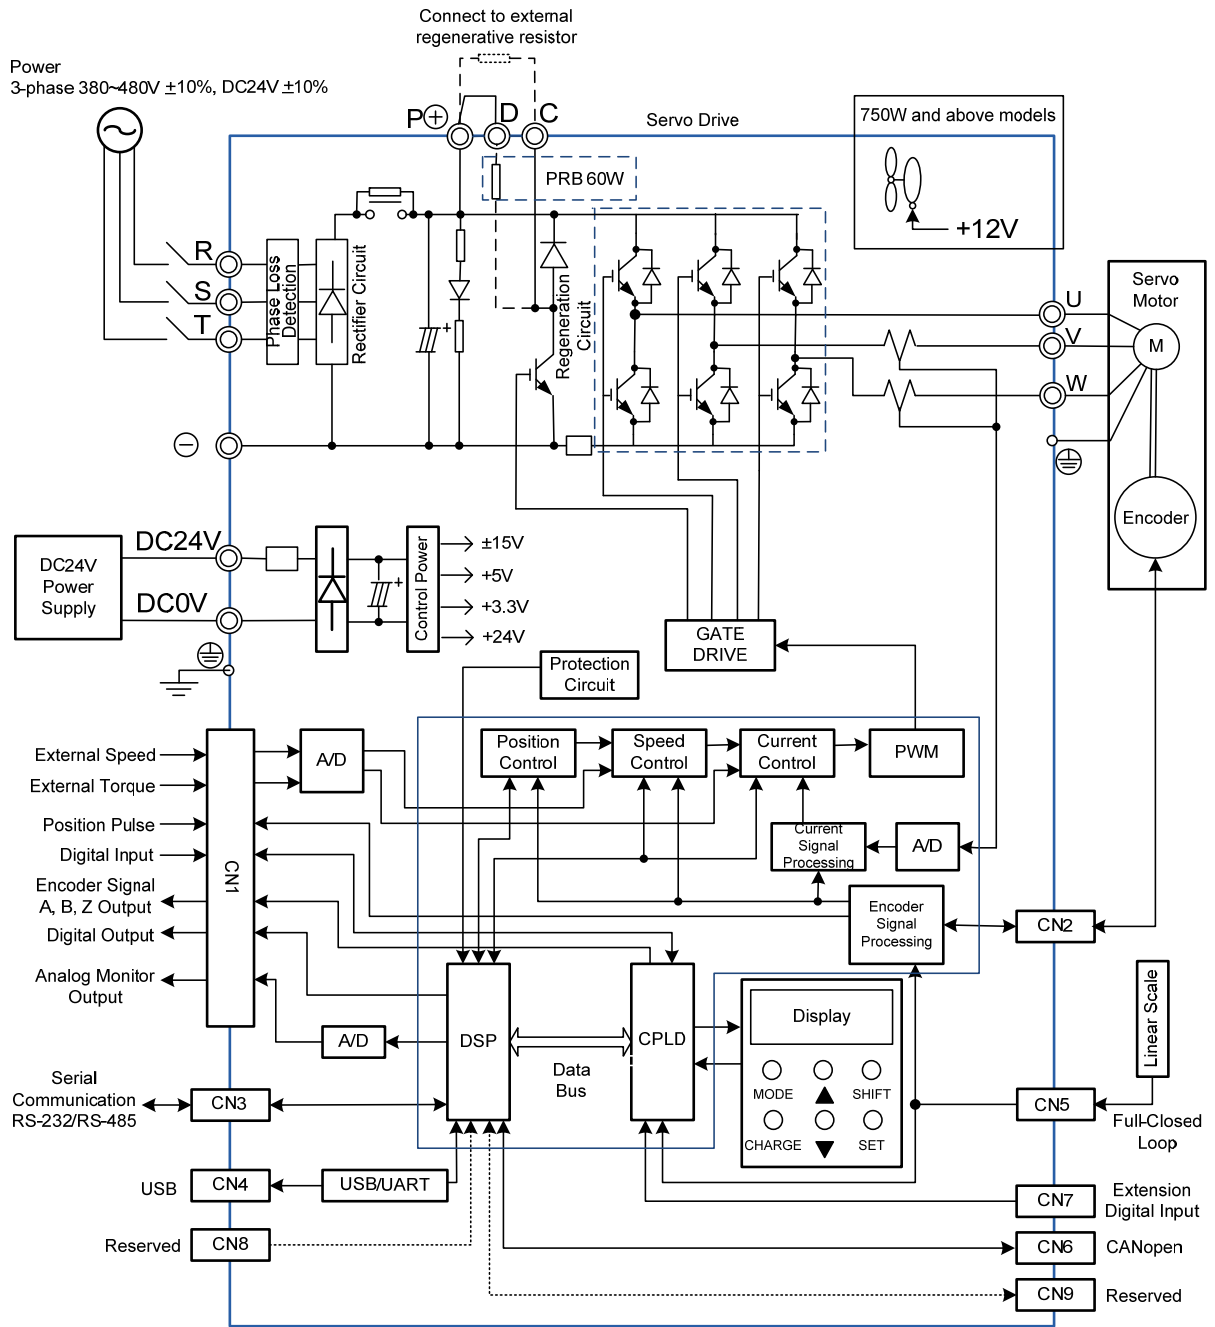 Connect to external
regenerative resistor
Power
3-phase 380~480V ±10%, DC24V ±10%
P⊕
D
C
Servo Drive
750W and above models
+12V
PRB 60W
R
S
T
Phase Loss
Detection
Rectifier Circuit
+
Regeneration
Circuit
U
V
W
Servo
Motor
M
Encoder
DC24V
Power
Supply
DC24V
DC0V
+
Control Power
±15V
+5V
+3.3V
+24V
GATE
DRIVE
Protection
Circuit
External Speed
External Torque
Position Pulse
Digital Input
Encoder Signal
A, B, Z Output
Digital Output
Analog Monitor
Output
CN1
A/D
Position
Control
Speed
Control
Current
Control
PWM
Current
Signal
Processing
A/D
Encoder
Signal
Processing
CN2
A/D
DSP
Data
Bus
CPLD
Display
MODE
SHIFT
CHARGE
SET
Linear Scale
CN5
Full-Closed
Loop
Serial
Communication
RS-232/RS-485
CN3
USB
CN4
USB/UART
Reserved
CN8
CN7
Extension
Digital Input
CN6
CANopen
CN9
Reserved